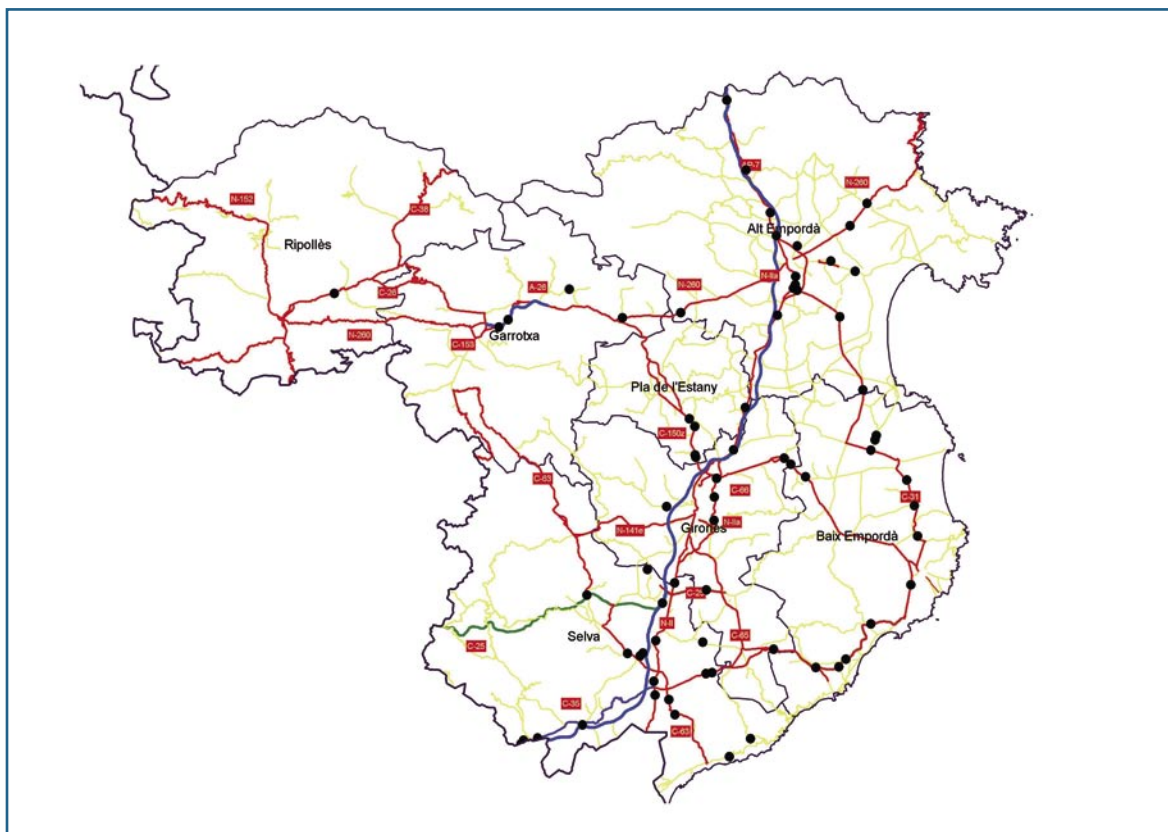 AP-7
N-152
N-260
C-38
Alt Empordà
Ripollès
N-IIa
A-26
N-260
C-26
Garrotxa
N-260
C-153
Pla de l'Estany
C-150z
C-63
C-66
C-31
N-IIa
N-141e
Gironès
Baix Empordà
C-25
N-II
Selva
C-65
C-25
C-35
C-63